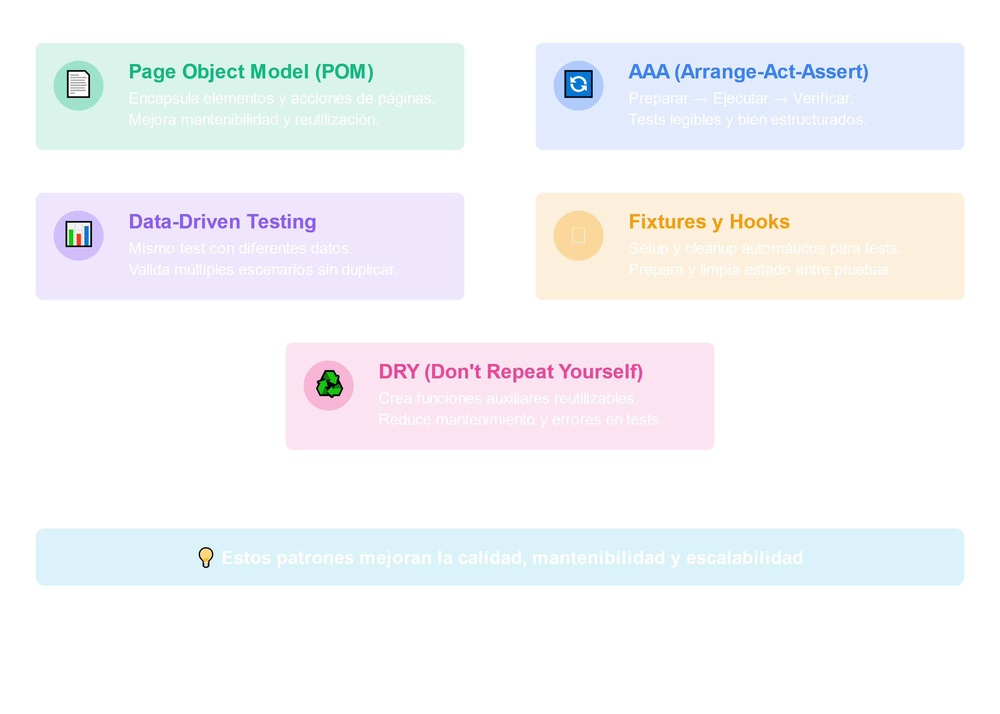 Page Object Model (POM)
Encapsula elementos y acciones de páginas.
Mejora mantenibilidad y reutilización.
AAA (Arrange-Act-Assert)
Preparar → Ejecutar → Verificar.
Tests legibles y bien estructurados.
Data-Driven Testing
Mismo test con diferentes datos.
Valida múltiples escenarios sin duplicar.
Fixtures y Hooks
Setup y cleanup automáticos para tests.
Prepara y limpia estado entre pruebas.
DRY (Don't Repeat Yourself)
Crea funciones auxiliares reutilizables.
Reduce mantenimiento y errores en tests.
💡 Estos patrones mejoran la calidad, mantenibilidad y escalabilidad